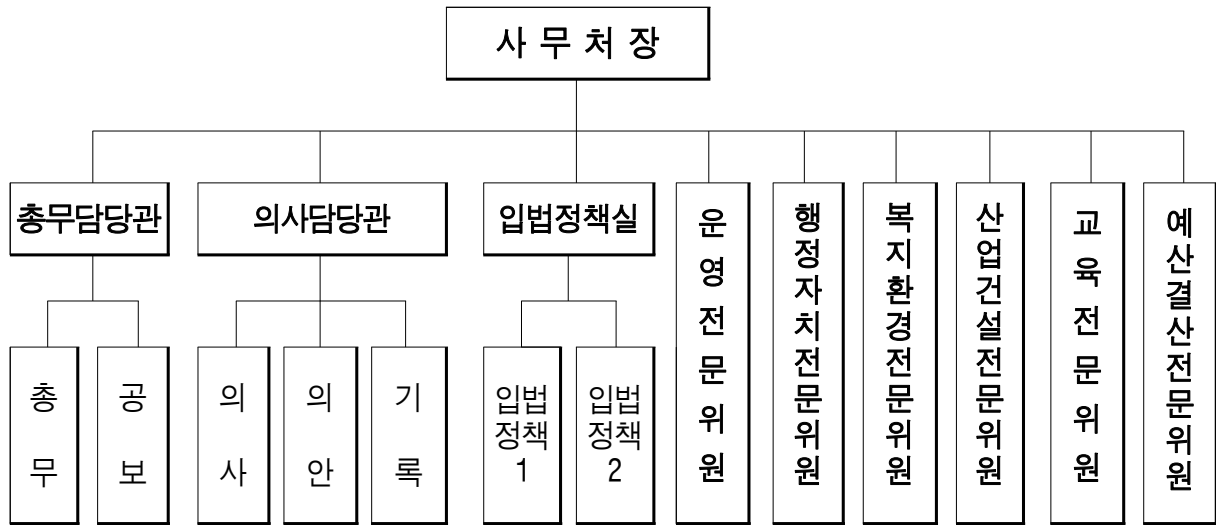 사무처장
총무담당관
의사담당관
입법정책실
운영전문위원
행정자치전문위원
복지환경전문위원
산업건설전문위원
교육전문위원
예산결산전문위원
총무
공보
의사
의안
기록
입법
정책
1
입법
정책
2